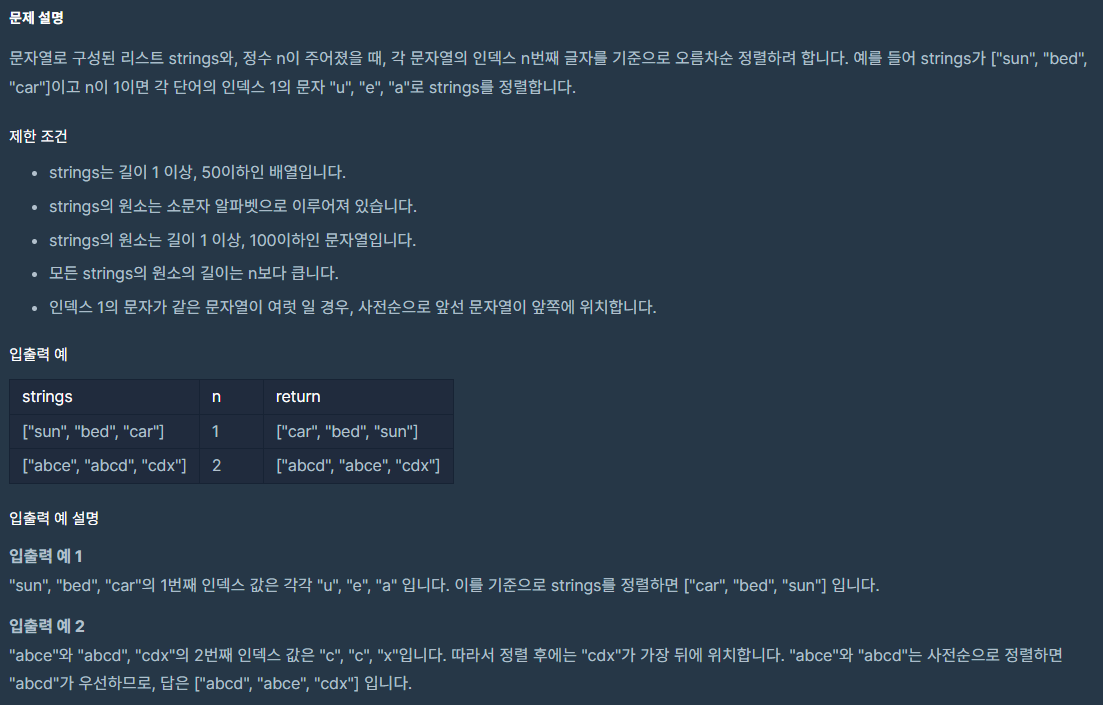 문제 설명
문자열로 구성된 리스트 strings와, 정수 n이 주어졌을 때, 각 문자열의 인덱스 n번째 글자를 기준으로 오름차순 정렬하려 합니다. 예를 들어 strings가 ["sun", "bed",
"car"]이고 n이 1이면 각 단어의 인덱스 1의 문자 "u", "e", "a"로 strings를 정렬합니다.
제한 조건
• strings는 길이 1 이상, 50이하인 배열입니다.
• strings의 원소는 소문자 알파벳으로 이루어져 있습니다.
• strings의 원소는 길이 1 이상, 100이하인 문자열입니다.
• 모든 strings의 원소의 길이는 n보다 큽니다.
• 인덱스 1의 문자가 같은 문자열이 여럿 일 경우, 사전순으로 앞선 문자열이 앞쪽에 위치합니다.
입출력 예
strings n return
["sun", "bed", "car"] 1 ["car", "bed", "sun"]
["abce", "abcd", "cdx"] 2 ["abcd", "abce", "cdx"]
입출력 예 설명
입출력 예 1
"sun", "bed", "car"의 1번째 인덱스 값은 각각 "u", "e", "a" 입니다. 이를 기준으로 strings를 정렬하면 ["car", "bed", "sun"] 입니다.
입출력 예 2
"abce"와 "abcd", "cdx"의 2번째 인덱스 값은 "c", "c", "x"입니다. 따라서 정렬 후에는 "cdx"가 가장 뒤에 위치합니다. "abce"와 "abcd"는 사전순으로 정렬하면
"abcd"가 우선하므로, 답은 ["abcd", "abce", "cdx"] 입니다.